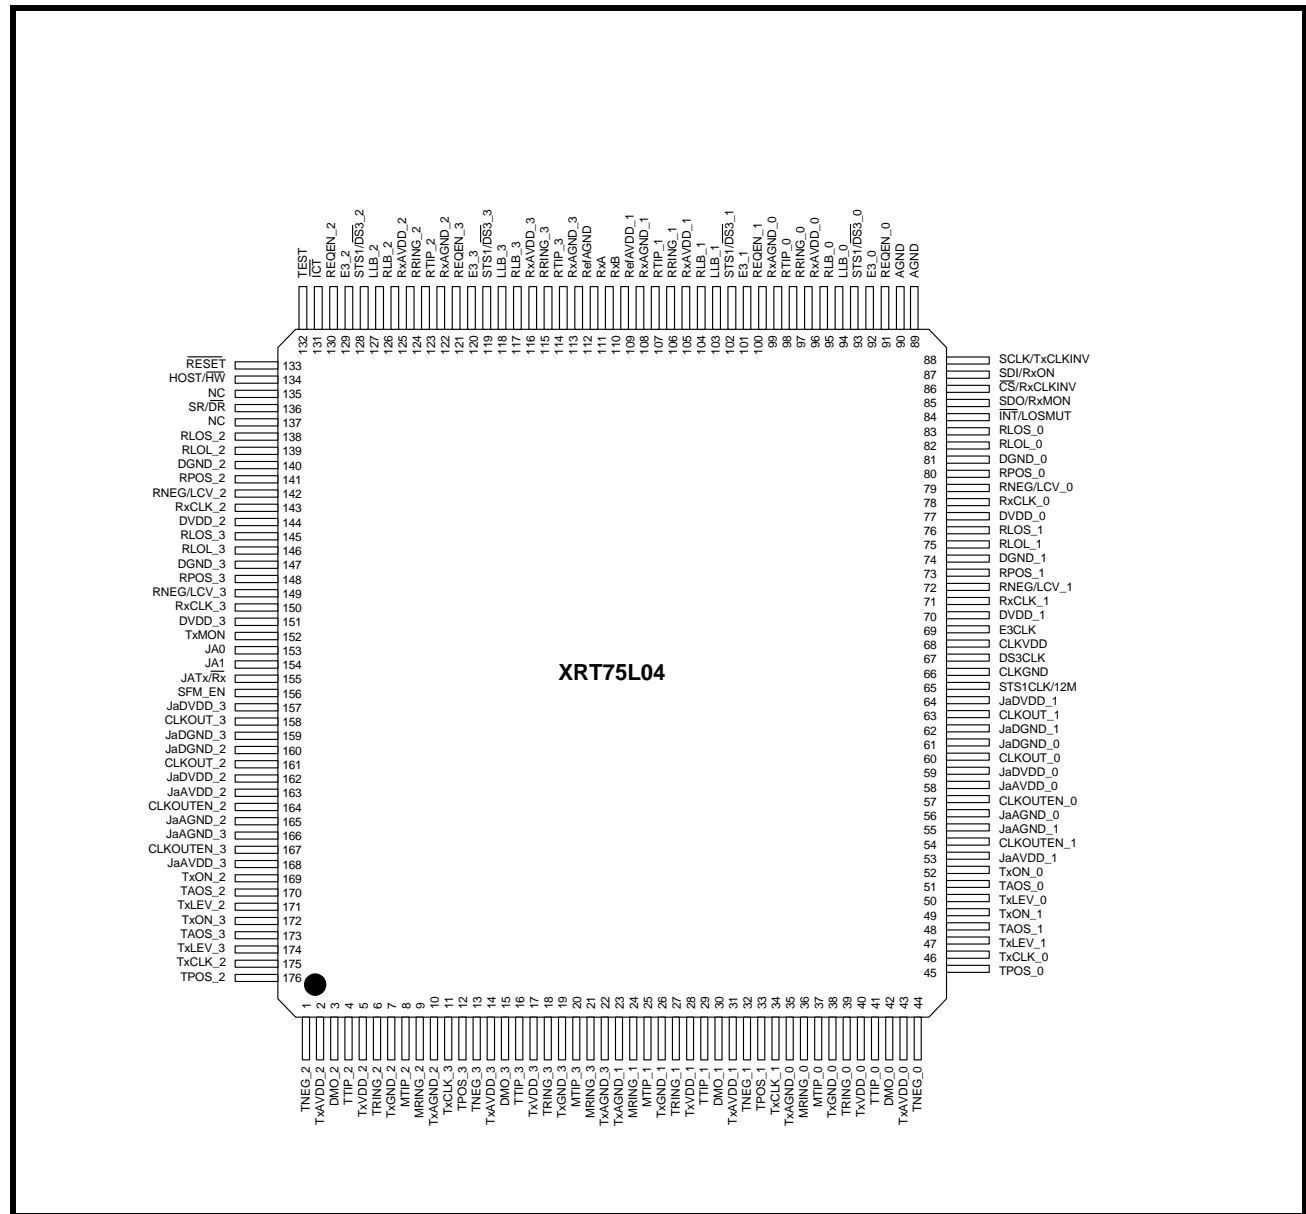 TEST
ICT
REQEN_2
E3_2
STS1/DS3_2
LLB_2
RLB_2
RxAVDD_2
RRING_2
RTIP_2
RxAGND_2
REQEN_3
E3_3
STS1/DS3_3
LLB_3
RLB_3
RxAVDD_3
RRING_3
RTIP_3
RxAGND_3
RefAGND
RxA
RxB
RefAVDD_1
RxAGND_1
RTIP_1
RRING_1
RxAVDD_1
RLB_1
LLB_1
STS1/DS3_1
E3_1
REQEN_1
RxAGND_0
RTIP_0
RRING_0
RxAVDD_0
RLB_0
LLB_0
STS1/DS3_0
E3_0
REQEN_0
AGND
AGND
132
131
130
129
128
127
126
125
124
123
122
121
120
119
118
117
116
115
114
113
112
111
110
109
108
107
106
105
104
103
102
101
100
99
98
97
96
95
94
93
92
91
90
89
RESET 133
HOST/HW 134
NC 135
SR/DR 136
NC 137
RLOS_2 138
RLOL_2 139
DGND_2 140
RPOS_2 141
RNEG/LCV_2 142
RxCLK_2 143
DVDD_2 144
RLOS_3 145
RLOL_3 146
DGND_3 147
RPOS_3 148
RNEG/LCV_3 149
RxCLK_3 150
DVDD_3 151
TxMON 152
JA0 153
JA1 154
JATx/Rx 155
SFM_EN 156
JaDVDD_3 157
CLKOUT_3 158
JaDGND_3 159
JaDGND_2 160
CLKOUT_2 161
JaDVDD_2 162
JaAVDD_2 163
CLKOUTEN_2 164
JaAGND_2 165
JaAGND_3 166
CLKOUTEN_3 167
JaAVDD_3 168
TxON_2 169
TAOS_2 170
TxLEV_2 171
TxON_3 172
TAOS_3 173
TxLEV_3 174
TxCLK_2 175
TPOS_2 176
XRT75L04
88 SCLK/TxCLKINV
87 SDI/RxON
86 CS/RxCLKINV
85 SDO/RxMON
84 INT/LOSMUT
83 RLOS_0
82 RLOL_0
81 DGND_0
80 RPOS_0
79 RNEG/LCV_0
78 RxCLK_0
77 DVDD_0
76 RLOS_1
75 RLOL_1
74 DGND_1
73 RPOS_1
72 RNEG/LCV_1
71 RxCLK_1
70 DVDD_1
69 E3CLK
68 CLKVDD
67 DS3CLK
66 CLKGND
65 STS1CLK/12M
64 JaDVDD_1
63 CLKOUT_1
62 JaDGND_1
61 JaDGND_0
60 CLKOUT_0
59 JaDVDD_0
58 JaAVDD_0
57 CLKOUTEN_0
56 JaAGND_0
55 JaAGND_1
54 CLKOUTEN_1
53 JaAVDD_1
52 TxON_0
51 TAOS_0
50 TxLEV_0
49 TxON_1
48 TAOS_1
47 TxLEV_1
46 TxCLK_0
45 TPOS_0
1
2
3
4
5
6
7
8
9
10
11
12
13
14
15
16
17
18
19
20
21
22
23
24
25
26
27
28
29
30
31
32
33
34
35
36
37
38
39
40
41
42
43
44
TNEG_2
TxAVDD_2
DMO_2
TTIP_2
TxVDD_2
TRING_2
TxGND_2
MTIP_2
MRING_2
TxAGND_2
TxCLK_3
TPOS_3
TNEG_3
TxAVDD_3
DMO_3
TTIP_3
TxVDD_3
TRING_3
TxGND_3
MTIP_3
MRING_3
TxAGND_3
TxAGND_1
MRING_1
MTIP_1
TxGND_1
TRING_1
TxVDD_1
TTIP_1
DMO_1
TxAVDD_1
TNEG_1
TPOS_1
TxCLK_1
TxAGND_0
MRING_0
MTIP_0
TxGND_0
TRING_0
TxVDD_0
TTIP_0
DMO_0
TxAVDD_0
TNEG_0